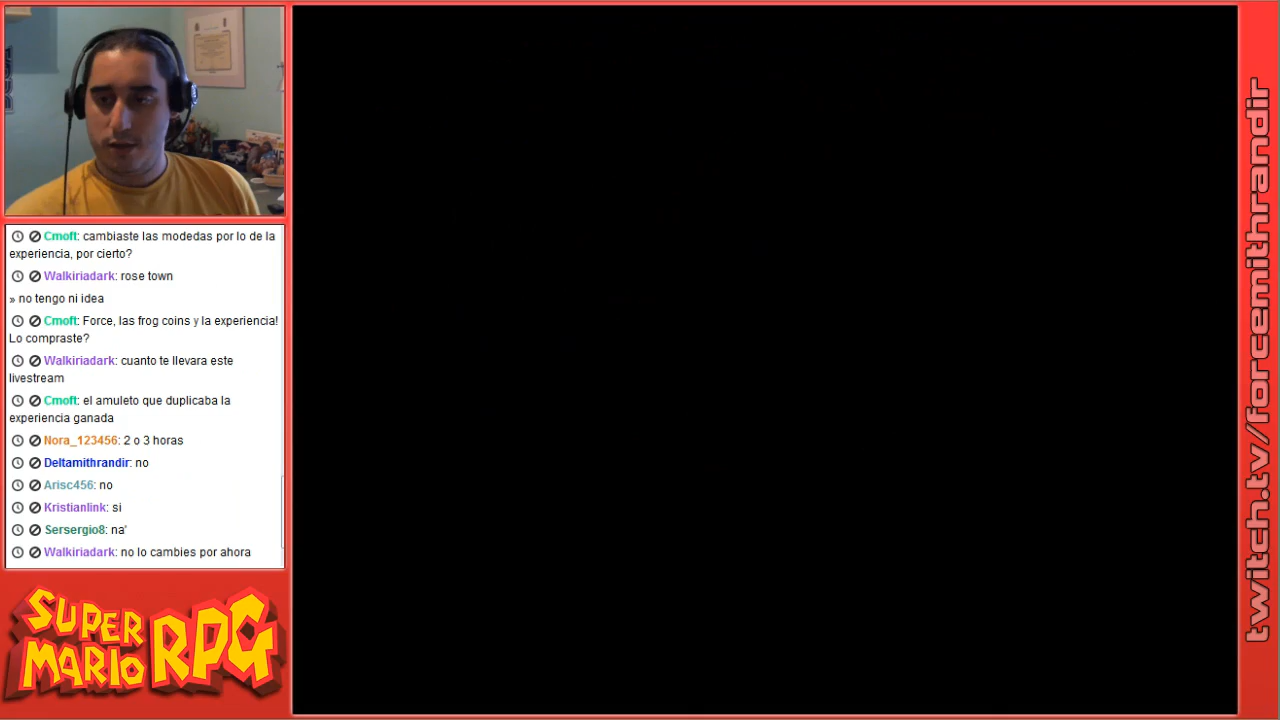 Cmoft: cambiaste las modedas por lo de la
experiencia, por cierto?
Walkiriadark: rose town
» no tengo ni idea
Cmoft: Force, las frog coins y la experiencia!
Lo compraste?
Walkiriadark: cuanto te llevara este
livestream
Cmoft: el amuleto que duplicaba la
experiencia ganada
Nora_123456: 2 o 3 horas
Deltamithrandir: no
Arisc456: no
Kristianlink: si
Sersergio8: na'
Walkiriadark: no lo cambies por ahora
SUPER
MARIO RPG
twitch.tv/forcemithrandir